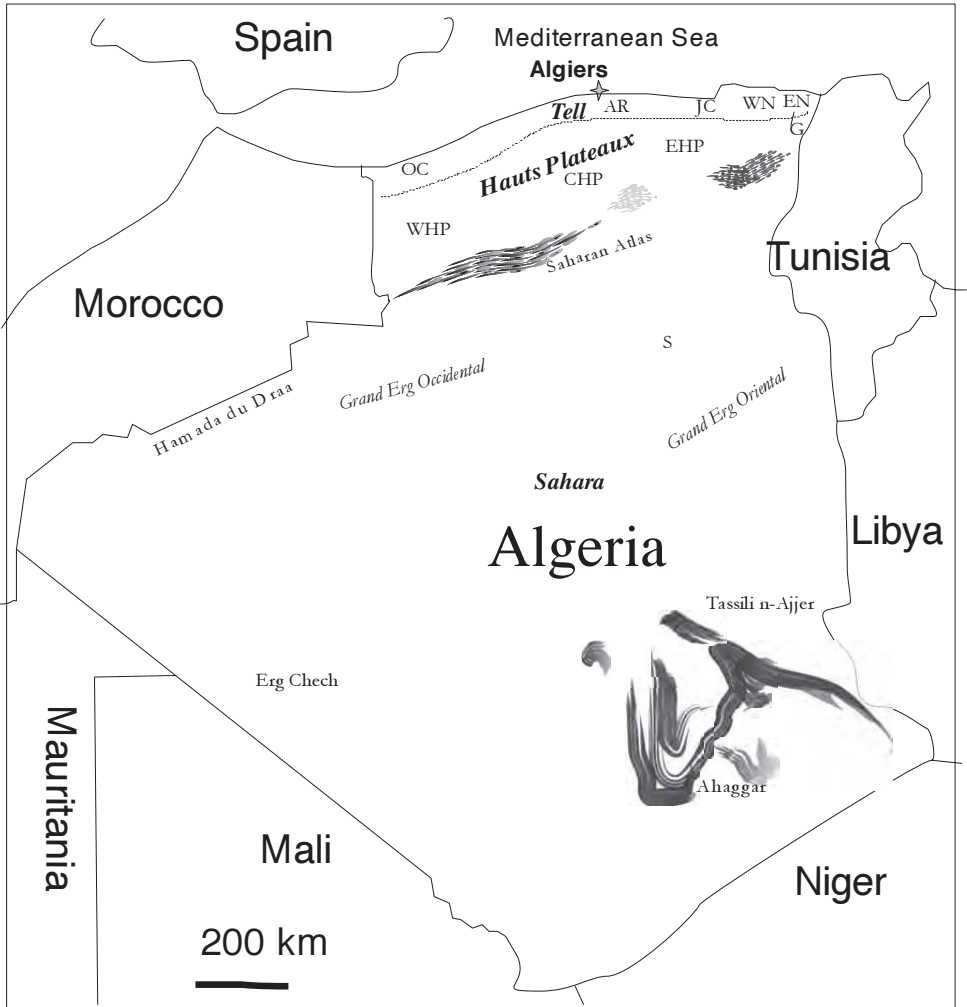 Spain
Mediterranean Sea
Algiers
Tell
AR
JC
WN
EN
G
OC
Hauts Plateaux
EHP
CHP
WHP
Saharan Atlas
Tunisia
Morocco
S
Grand Erg Occidental
Hamada du Draa
Grand Erg Oriental
Sahara
Algeria
Libya
Tassili n-Ajjer
Erg Chech
Mauritania
Ahaggar
Mali
Niger
200 km